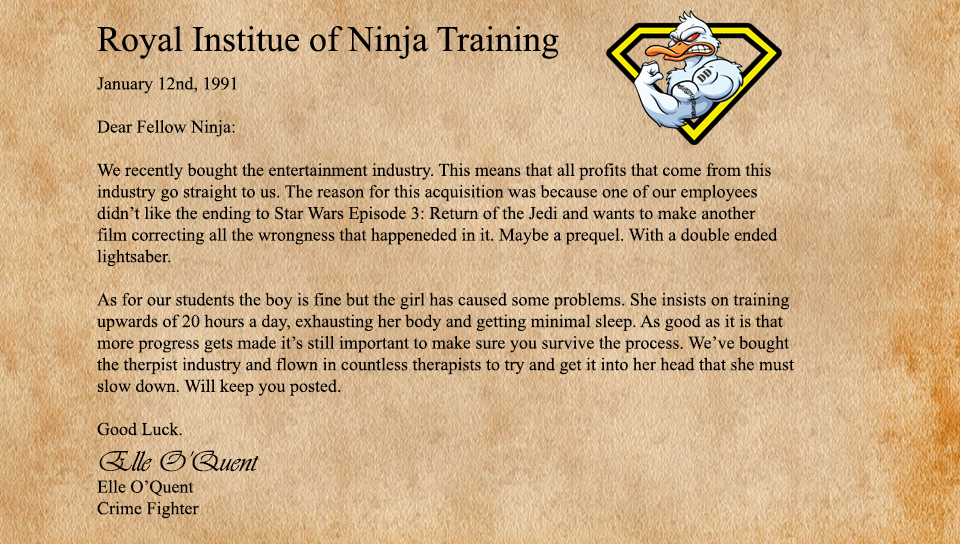 Royal Institue of Ninja Training
DD
January 12nd, 1991
Dear Fellow Ninja:
We recently bought the entertainment industry. This means that all profits that come from this
industry go straight to us. The reason for this acquisition was because one of our employees
didn’t like the ending to Star Wars Episode 3: Return of the Jedi and wants to make another
film correcting all the wrongness that happeneded in it. Maybe a prequel. With a double ended
lightsaber.
As for our students the boy is fine but the girl has caused some problems. She insists on training
upwards of 20 hours a day, exhausting her body and getting minimal sleep. As good as it is that
more progress gets made it’s still important to make sure you survive the process. We’ve bought
the therpist industry and flown in countless therapists to try and get it into her head that she must
slow down. Will keep you posted.
Good Luck.
Elle O'Quent
Elle O’Quent
Crime Fighter